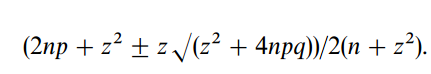 (2np + z² ± z√(z² + 4npq))/2(n + z²).